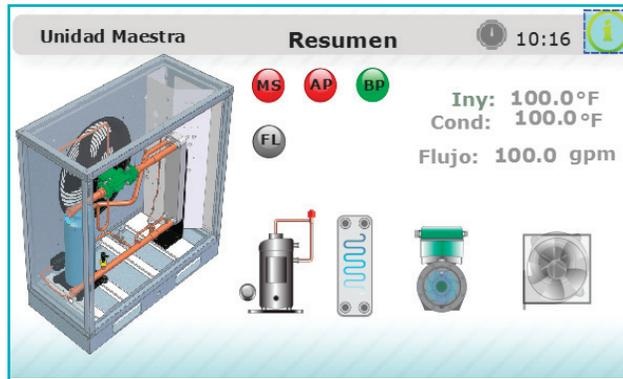 Unidad Maestra
Resumen
10:16
i
MS
AP
BP
Iny: 100.0°F
Cond: 100.0°F
FL
Flujo: 100.0 gpm